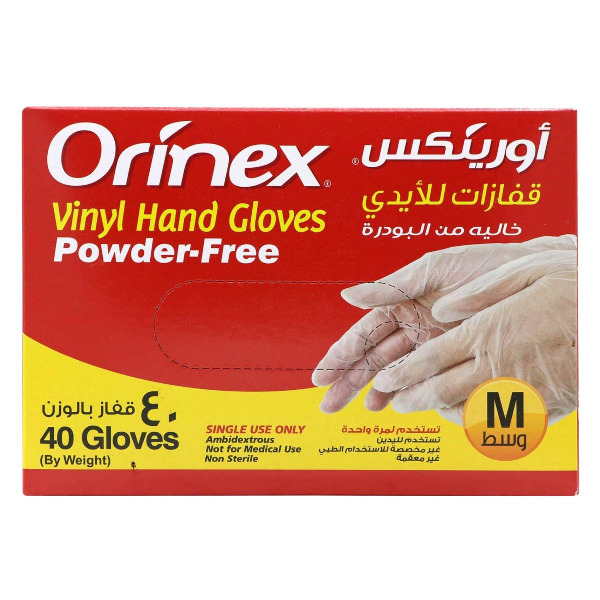 Orinex®
Vinyl Hand Gloves
Powder-Free
أورينكس®
قفازات للأيدي
خاليه من البودرة
٤٠ قفاز بالوزن
40 Gloves
(By Weight)
SINGLE USE ONLY
Ambidextrous
Not for Medical Use
Non Sterile
تستخدم لمرة واحدة
تستخدم لليدين
غير مخصصة للاستخدام الطبي
غير معقمة
M
وسط